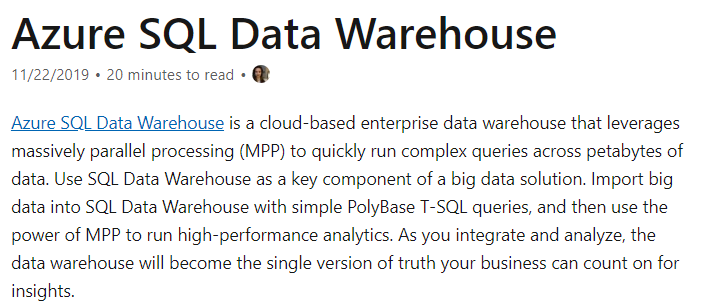 Azure SQL Data Warehouse
11/22/2019 • 20 minutes to read •
Azure SQL Data Warehouse is a cloud-based enterprise data warehouse that leverages
massively parallel processing (MPP) to quickly run complex queries across petabytes of
data. Use SQL Data Warehouse as a key component of a big data solution. Import big
data into SQL Data Warehouse with simple PolyBase T-SQL queries, and then use the
power of MPP to run high-performance analytics. As you integrate and analyze, the
data warehouse will become the single version of truth your business can count on for
insights.